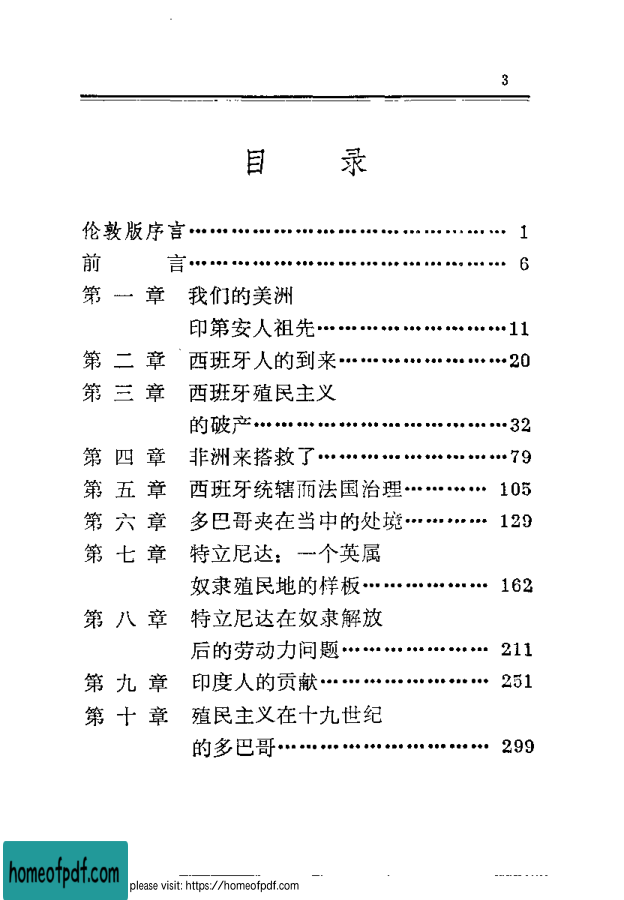 3
目 录
伦敦版序言…………………………………… 1
前 言…………………………………… 6
第一章 我们的美洲
印第安人祖先………………………11
第二章 西班牙人的到来……………………20
第三章 西班牙殖民主义
的破产………………………………32
第四章 非洲来搭救了………………………79
第五章 西班牙统辖而法国治理………… 105
第六章 多巴哥夹在当中的处境………… 129
第七章 特立尼达：一个英属
奴隶殖民地的样板……………… 162
第八章 特立尼达在奴隶解放
后的劳动力问题………………… 211
第九章 印度人的贡献…………………… 251
第十章 殖民主义在十九世纪
的多巴哥………………………… 299
homeofpdf.com
please visit: https://homeofpdf.com